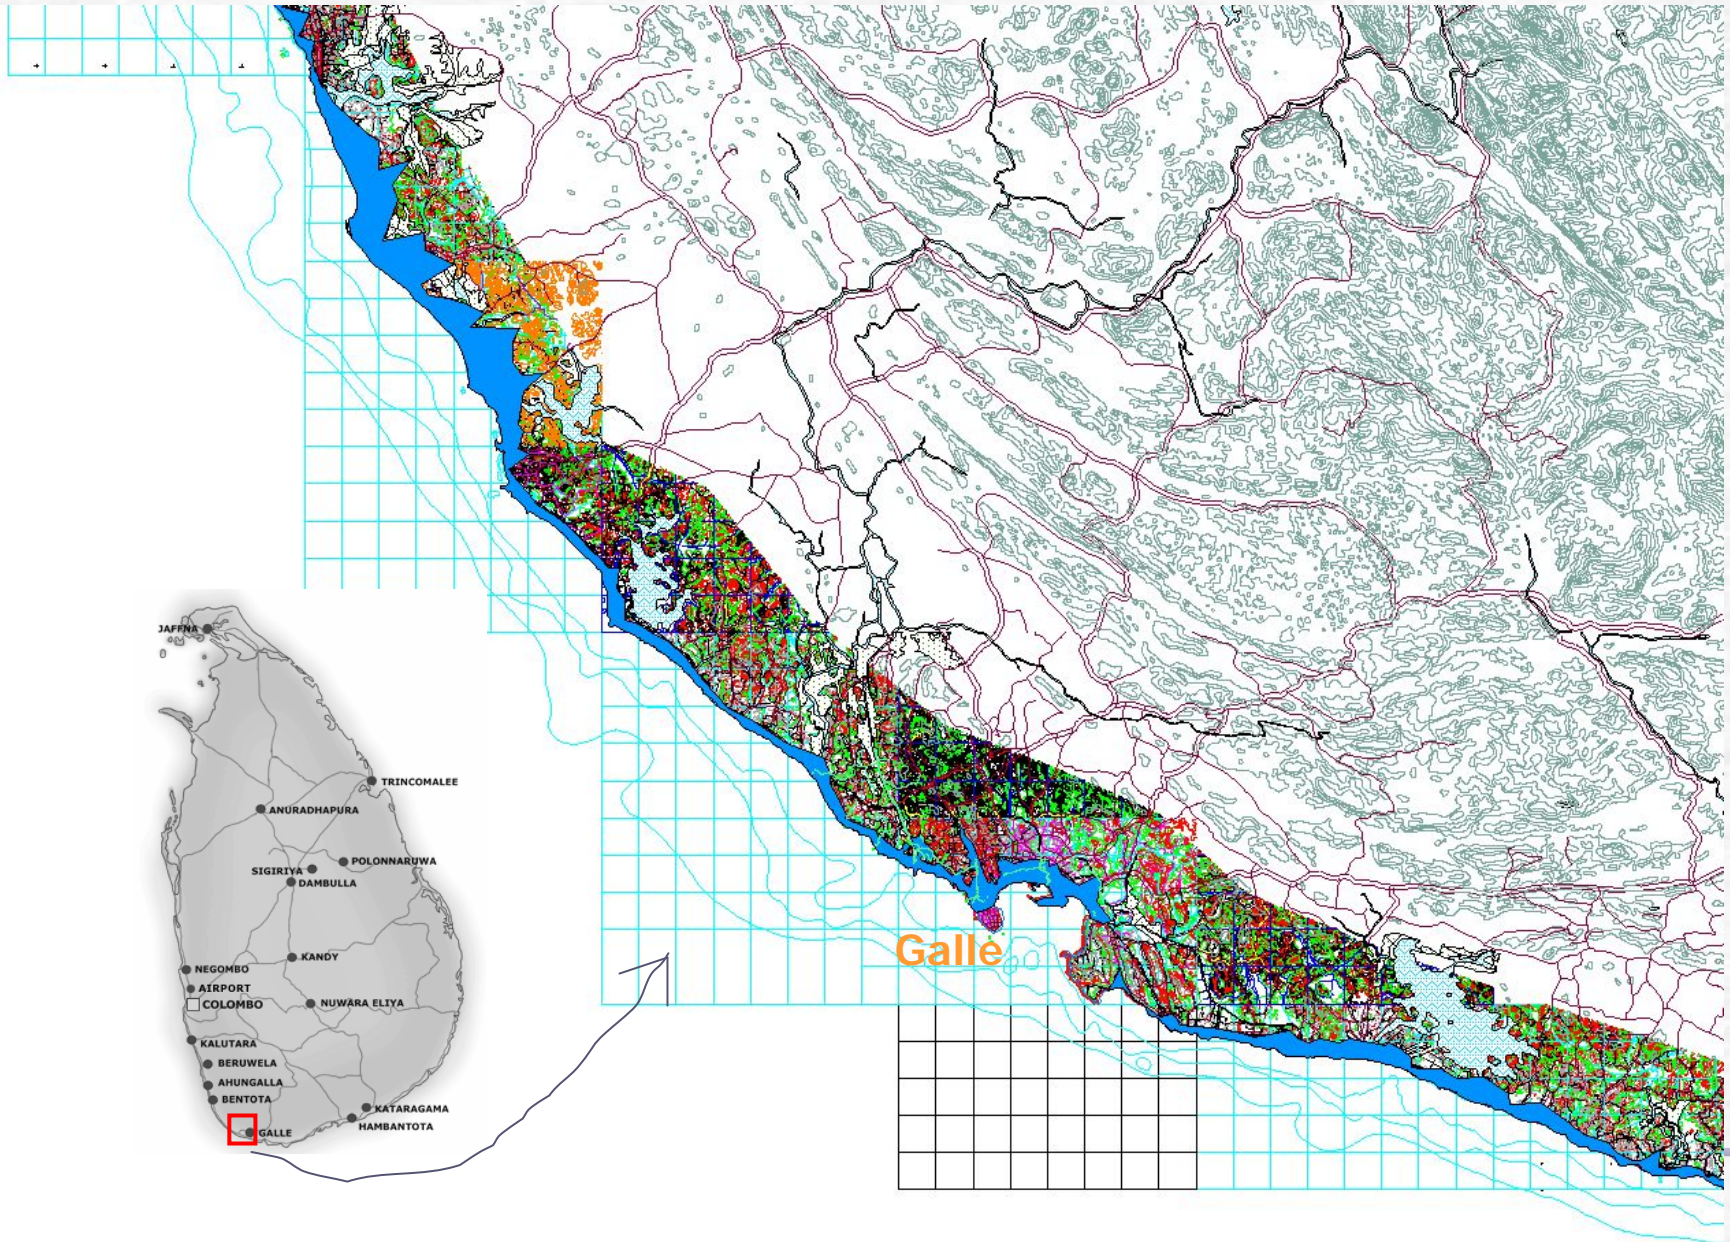 Galle
JAFFNA
TRINCOMALEE
ANURADHAPURA
POLONNARUWA
SIGIRIYA
DAMBULLA
KANDY
NEGOMBO
AIRPORT
COLOMBO
NUWARA ELIYA
KALUTARA
BERUWELA
AHUNGALLA
BENTOTA
KATARAGAMA
HAMBANTOTA
GALLE